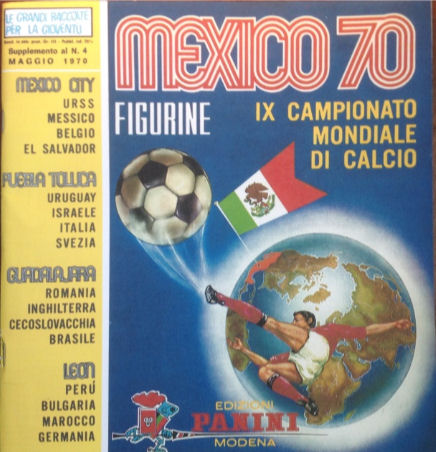 LE GRANDI RACCOLTE
PER LA GIOVENTÙ
Supplemento al N. 4
MAGGIO 1970
MEXICO CITY
URSS
MESSICO
BELGIO
EL SALVADOR
PUEBLA TOLUCA
URUGUAY
ISRAELE
ITALIA
SVEZIA
GUADALAJARA
ROMANIA
INGHILTERRA
CECOSLOVACCHIA
BRASILE
LEON
PERÚ
BULGARIA
MAROCCO
GERMANIA
MEXICO 70
FIGURINE
IX CAMPIONATO
MONDIALE
DI CALCIO
EDIZIONI
PANINI
MODENA